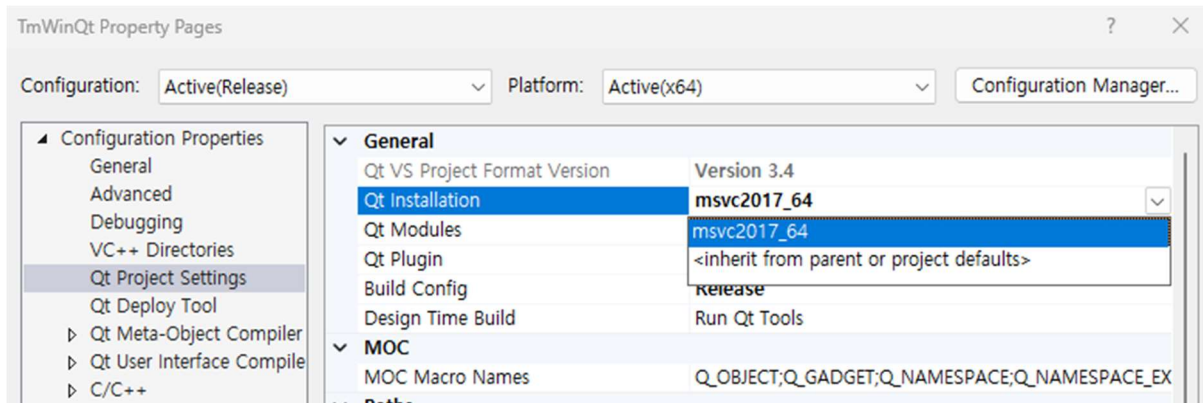 TmWinQt Property Pages
Configuration: Active(Release) Platform: Active(x64) Configuration Manager...
Configuration Properties
General
Advanced
Debugging
VC++ Directories
Qt Project Settings
Qt Deploy Tool
Qt Meta-Object Compiler
Qt User Interface Compile
C/C++
General
Qt VS Project Format Version Version 3.4
Qt Installation msvc2017_64
Qt Modules msvc2017_64
Qt Plugin <inherit from parent or project defaults>
Build Config Release
Design Time Build Run Qt Tools
MOC
MOC Macro Names Q_OBJECT;Q_GADGET;Q_NAMESPACE;Q_NAMESPACE_EX